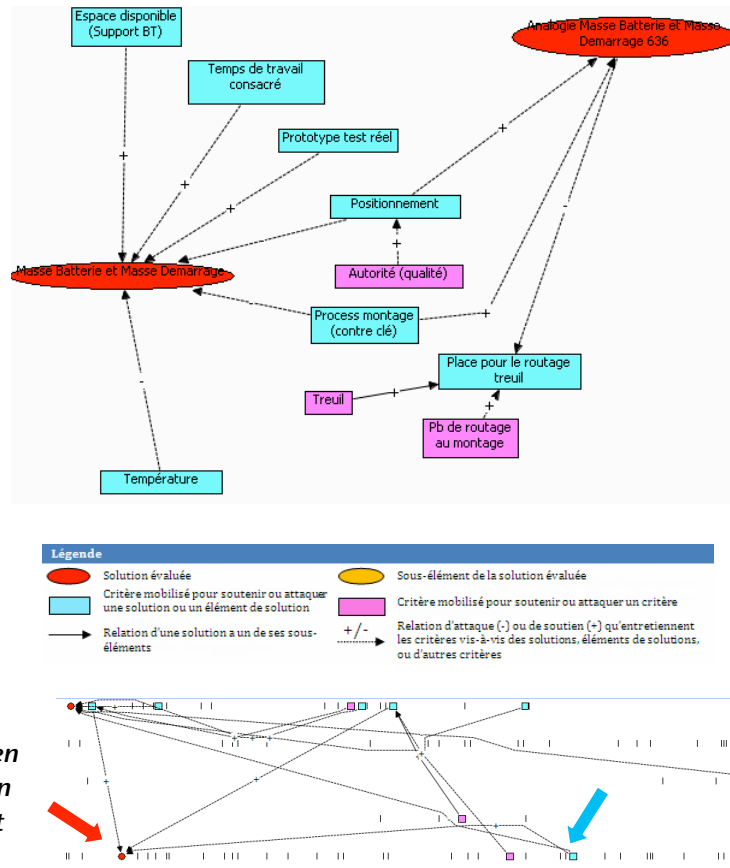 Espace disponible
(Support BT)
Analogie Masse Batterie et Masse
Demarrage 636
Temps de travail
consacré
Prototype test réel
+
+
+
+
-
Positionnement
+
Masse Batterie et Masse Demarrage
Autorité (qualité)
Process montage
(contre clé)
+
Place pour le routage
treuil
-
Treuil
+
+
Pb de routage
au montage
Température
Légende
Solution évaluée
Sous-élément de la solution évaluée
Critère mobilisé pour soutenir ou attaquer
une solution ou un élément de solution
Critère mobilisé pour soutenir ou attaquer un critère
Relation d'une solution a un de ses sous-
éléments
+/-
Relation d'attaque (-) ou de soutien (+) qu'entretiennent
les critères vis-à-vis des solutions, éléments de solutions,
ou d'autres critères
en
n
t